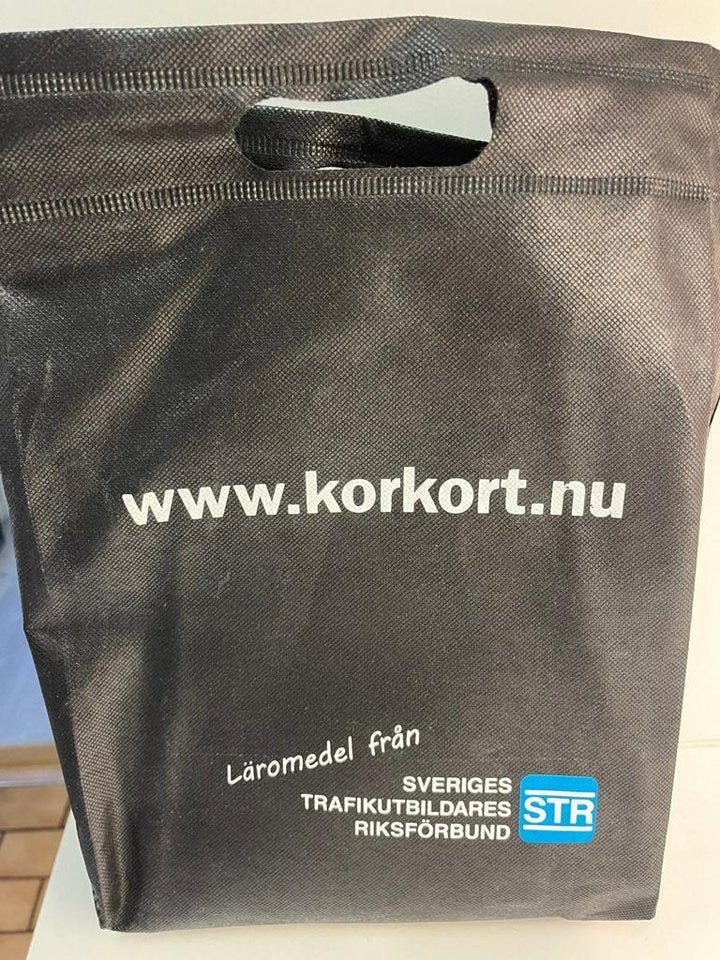 www.korkort.nu
Läromedel från
SVERIGES
TRAFIKUTBILDARES
RIKSFÖRBUND
STR